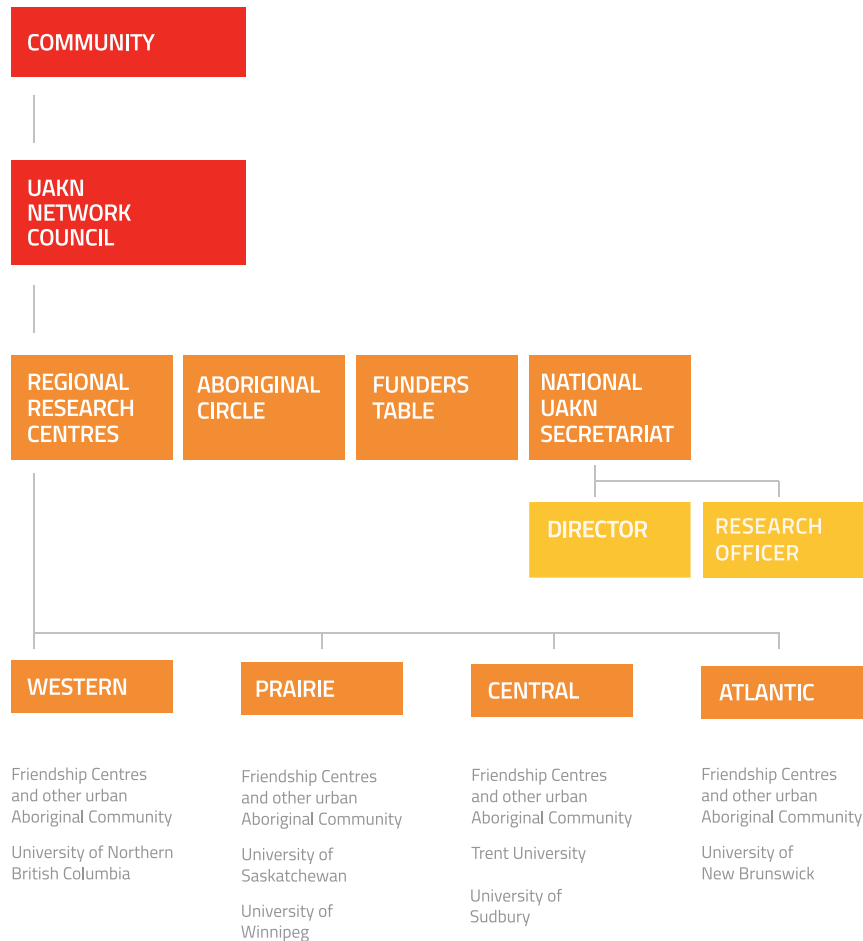 COMMUNITY
UAKN
NETWORK
COUNCIL
REGIONAL
RESEARCH
CENTRES
ABORIGINAL
CIRCLE
FUNDERS
TABLE
NATIONAL
UAKN
SECRETARIAT
DIRECTOR
RESEARCH
OFFICER
WESTERN
Friendship Centres
and other urban
Aboriginal Community
University of Northern
British Columbia
PRAIRIE
Friendship Centres
and other urban
Aboriginal Community
University of
Saskatchewan
University of
Winnipeg
CENTRAL
Friendship Centres
and other urban
Aboriginal Community
Trent University
University of
Sudbury
ATLANTIC
Friendship Centres
and other urban
Aboriginal Community
University of
New Brunswick